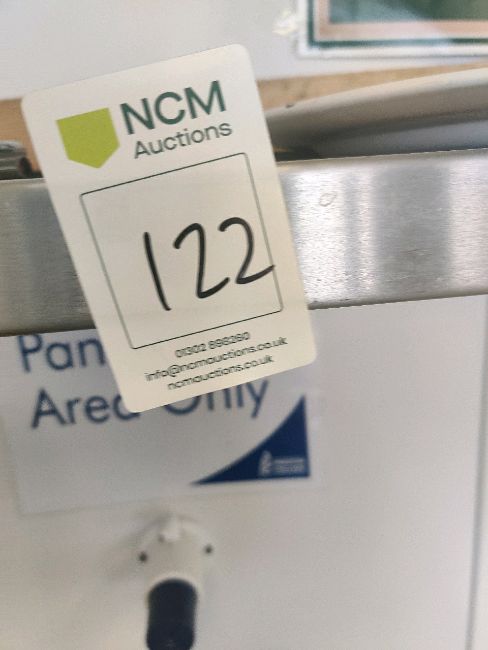 NCM
Auctions
122
01302 898260
info@ncmauctions.co.uk
ncmauctions.co.uk
Pan
Area Only